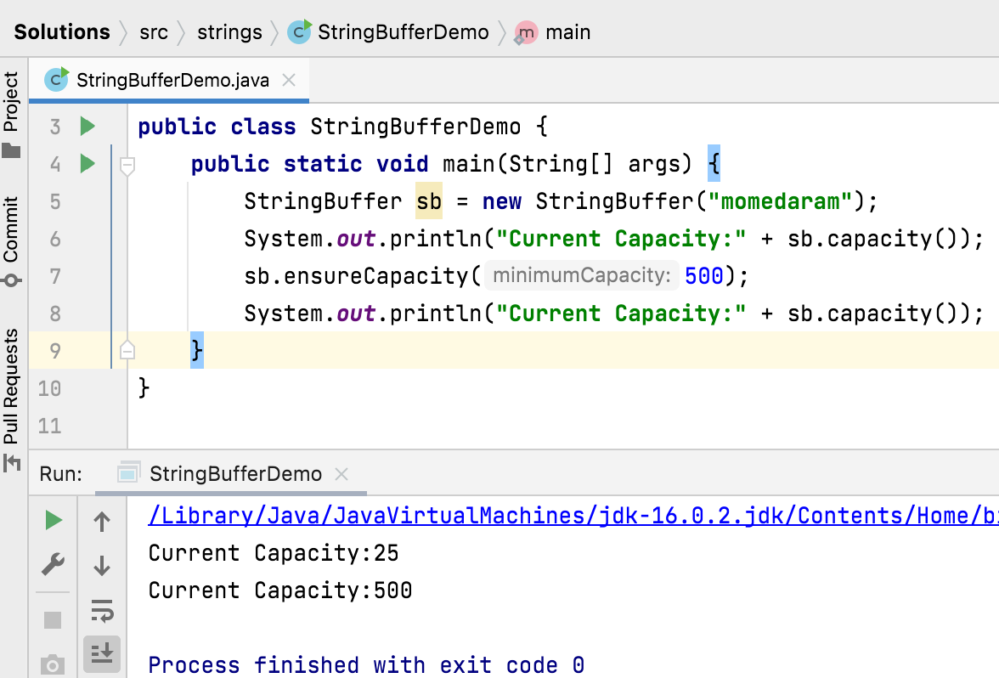 Solutions src strings StringBufferDemo m main
Project
Commit
Pull Requests
StringBufferDemo.java
3 public class StringBufferDemo {
4 public static void main(String[] args) {
5 StringBuffer sb = new StringBuffer("momedaram");
6 System.out.println("Current Capacity:" + sb.capacity());
7 sb.ensureCapacity( minimumCapacity: 500);
8 System.out.println("Current Capacity:" + sb.capacity());
9 }
10 }
11
Run: StringBufferDemo
/Library/Java/JavaVirtualMachines/jdk-16.0.2.jdk/Contents/Home/b
Current Capacity:25
Current Capacity:500
Process finished with exit code 0